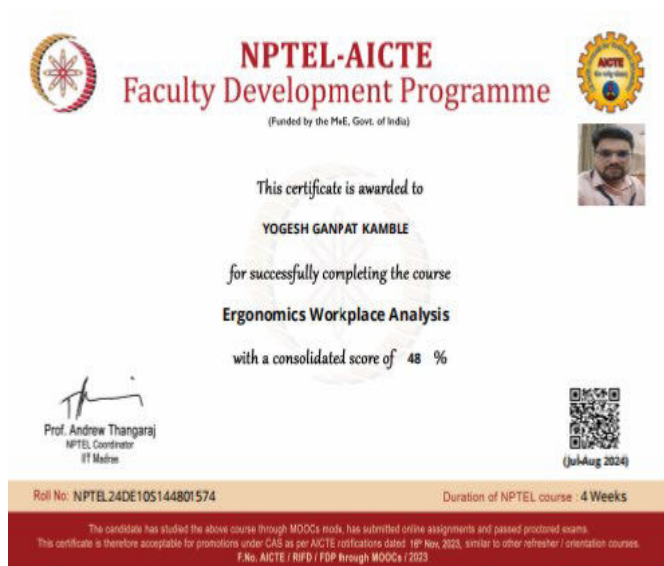 NPTEL-AICTE
Faculty Development Programme
(Funded by the MoE, Govt. of India)
AICTE
This certificate is awarded to
YOGESH GANPAT KAMBLE
for successfully completing the course
Ergonomics Workplace Analysis
with a consolidated score of 48 %
Prof. Andrew Thangaraj
NPTEL Coordinator
IIT Madras
(Jul-Aug 2024)
Roll No: NPTEL24DE10S144801574
Duration of NPTEL course : 4 Weeks
The candidate has studied the above course through MOOCs mode, has submitted online assignments and passed proctored exams.
This certificate is therefore acceptable for promotions under CAS as per AICTE notifications dated 16th Nov, 2023, similar to other refresher / orientation courses.
F.No. AICTE / RIFD / FDP through MOOCs / 2023